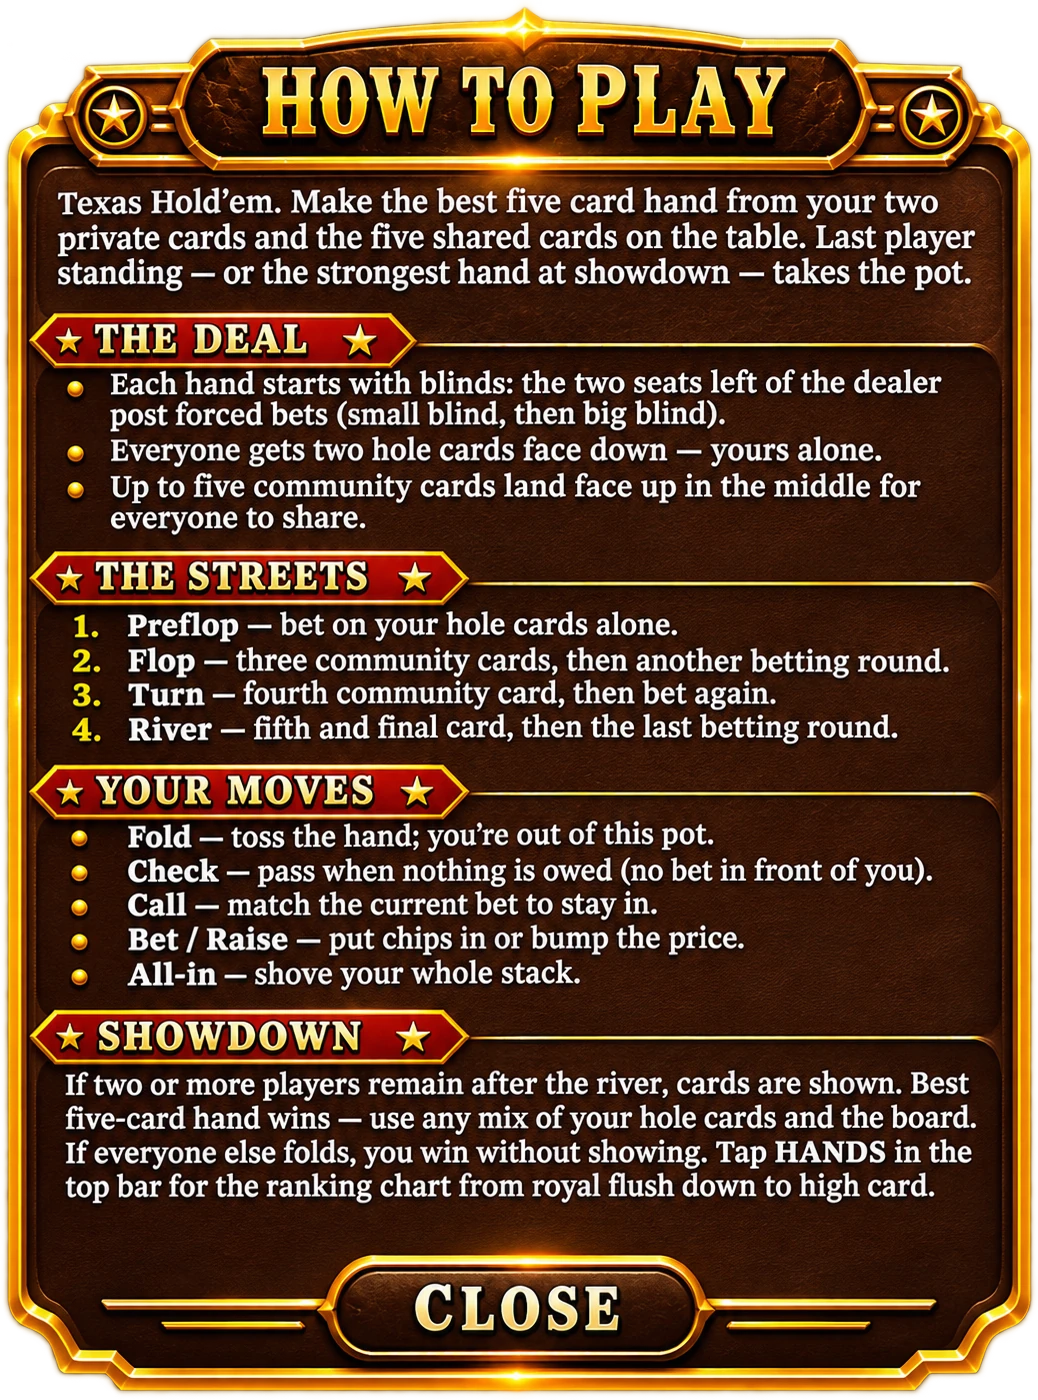 HOW TO PLAY
Texas Hold’em. Make the best five card hand from your two
private cards and the five shared cards on the table. Last player
standing — or the strongest hand at showdown — takes the pot.
THE DEAL
Each hand starts with blinds: the two seats left of the dealer
post forced bets (small blind, then big blind).
Everyone gets two hole cards face down — yours alone.
Up to five community cards land face up in the middle for
everyone to share.
THE STREETS
1. Preflop — bet on your hole cards alone.
2. Flop — three community cards, then another betting round.
3. Turn — fourth community card, then bet again.
4. River — fifth and final card, then the last betting round.
YOUR MOVES
Fold — toss the hand; you’re out of this pot.
Check — pass when nothing is owed (no bet in front of you).
Call — match the current bet to stay in.
Bet / Raise — put chips in or bump the price.
All-in — shove your whole stack.
SHOWDOWN
If two or more players remain after the river, cards are shown. Best
five-card hand wins — use any mix of your hole cards and the board.
If everyone else folds, you win without showing. Tap HANDS in the
top bar for the ranking chart from royal flush down to high card.
CLOSE